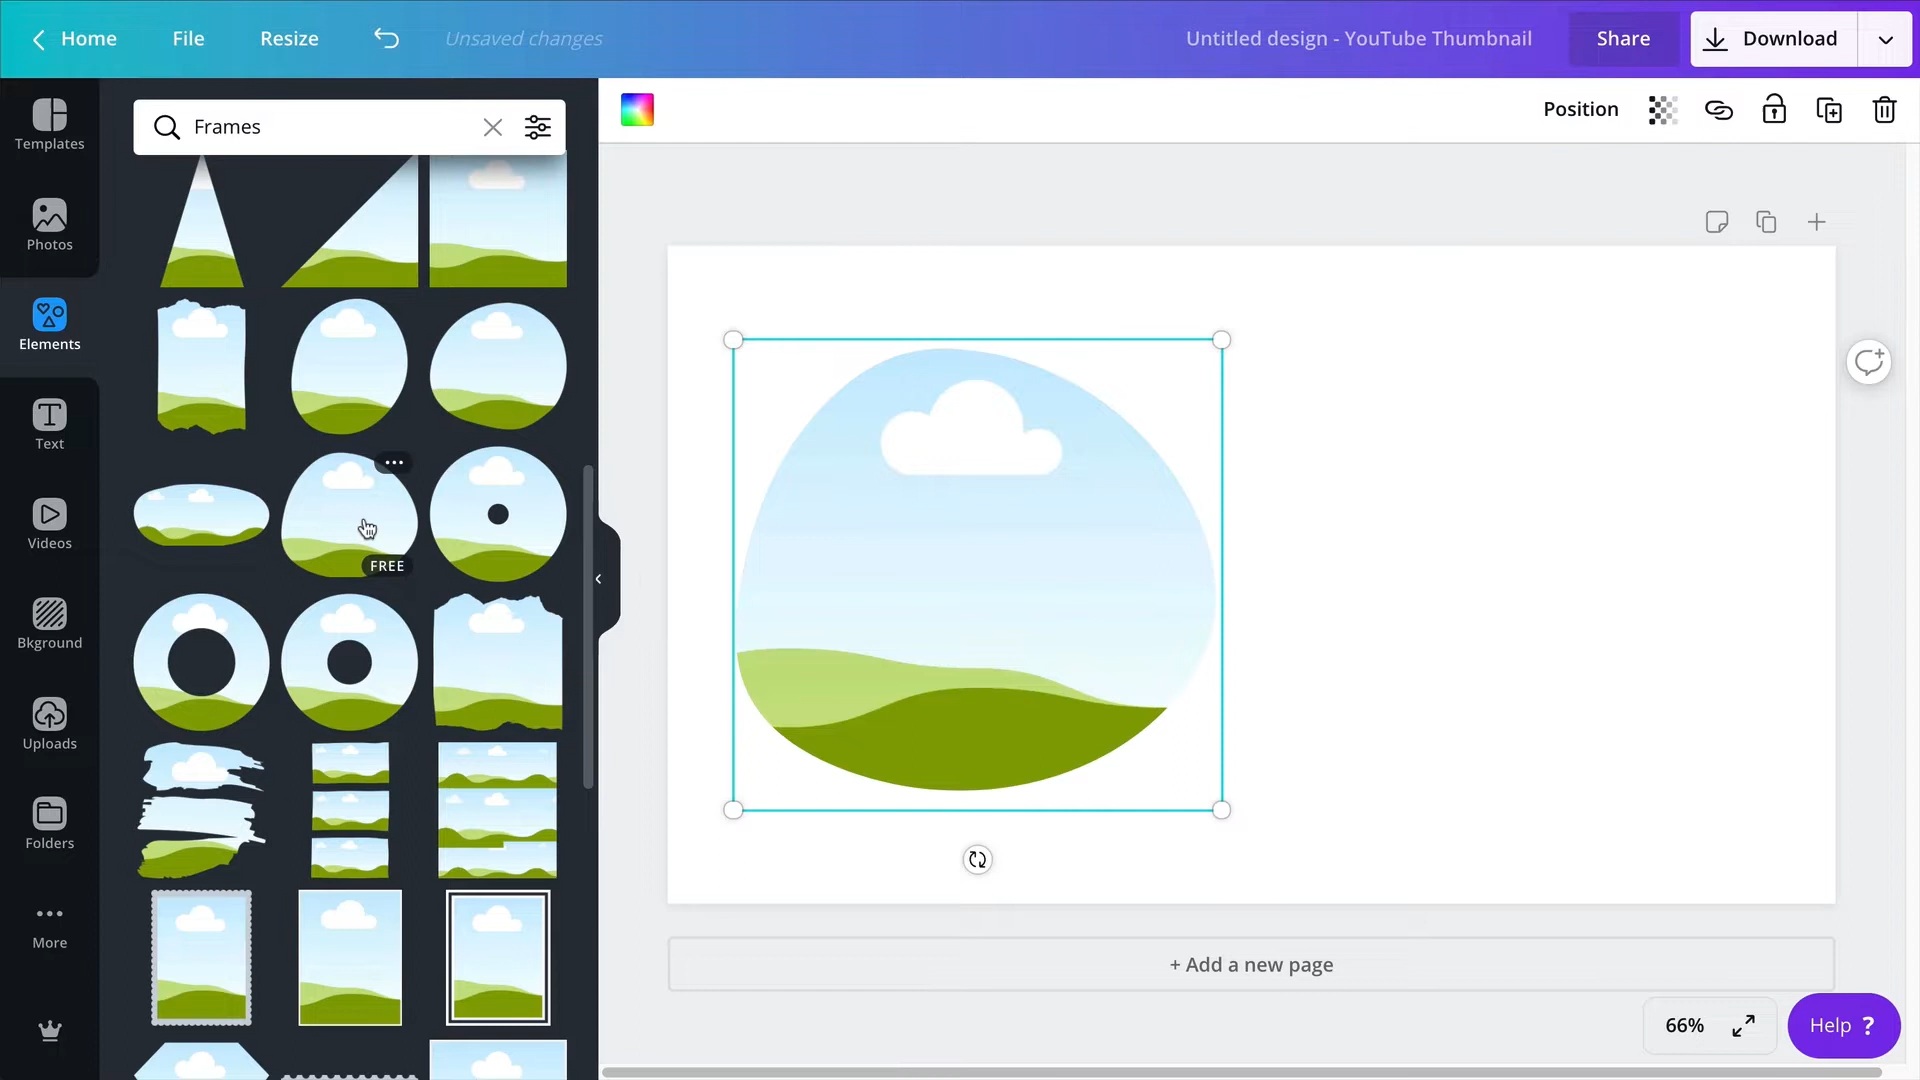 Home
File
Resize
Unsaved changes
Untitled design - YouTube Thumbnail
Share
Download
Templates
Photos
Elements
Text
Videos
Bkground
Uploads
Folders
More
Frames
FREE
Position
+ Add a new page
66%
Help ?